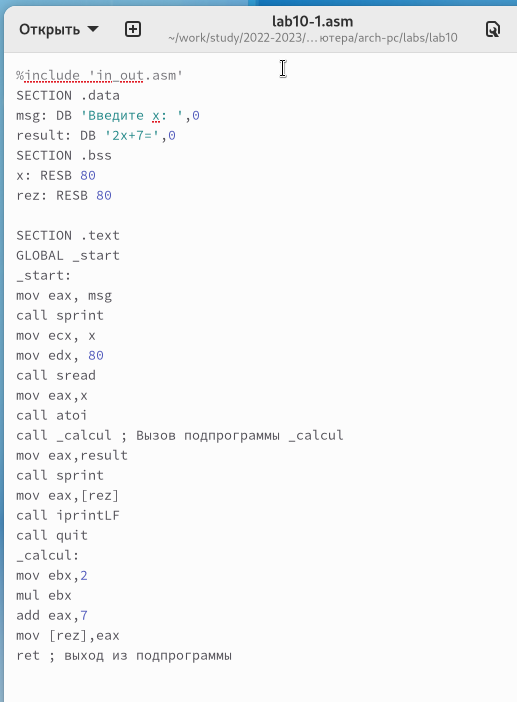 Открыть
lab10-1.asm
~/work/study/2022-2023/... ютера/arch-pc/labs/lab10
%include 'in_out.asm'
SECTION .data
msg: DB 'Введите x: ',0
result: DB '2x+7=',0
SECTION .bss
x: RESB 80
rez: RESB 80
SECTION .text
GLOBAL _start
_start:
mov eax, msg
call sprint
mov ecx, x
mov edx, 80
call sread
mov eax,x
call atoi
call _calcul ; Вызов подпрограммы _calcul
mov eax,result
call sprint
mov eax,[rez]
call iprintLF
call quit
_calcul:
mov ebx,2
mul ebx
add eax,7
mov [rez],eax
ret ; выход из подпрограммы